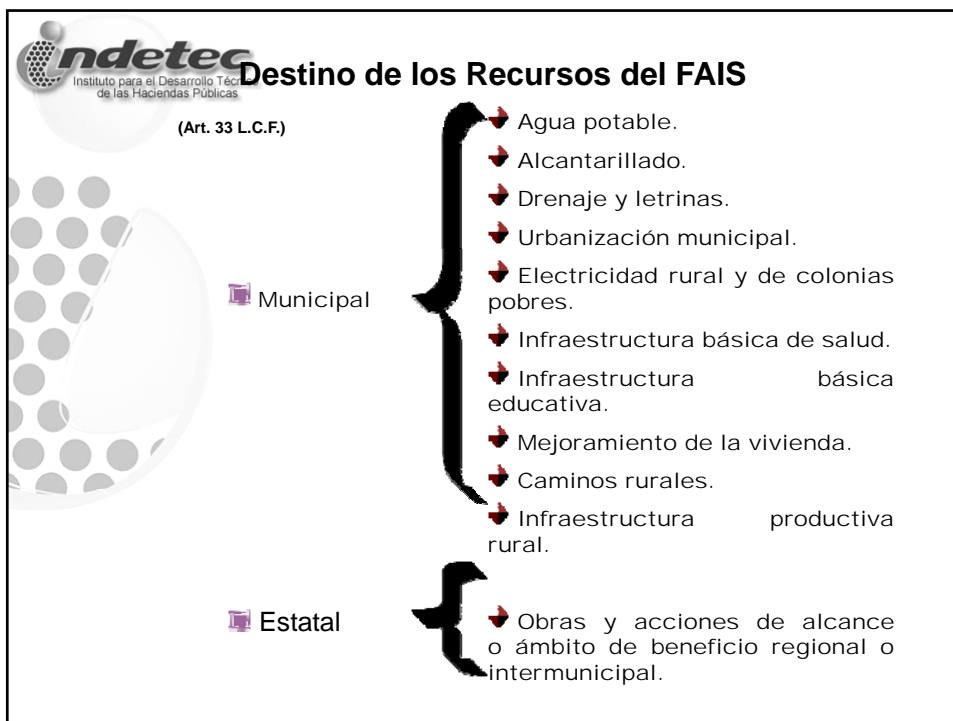 indetec
Instituto para el Desarrollo Técnico
de las Haciendas Públicas
Destino de los Recursos del FAIS
(Art. 33 L.C.F.)
Municipal
Agua potable.
Alcantarillado.
Drenaje y letrinas.
Urbanización municipal.
Electricidad rural y de colonias
pobres.
Infraestructura básica de salud.
Infraestructura básica
educativa.
Mejoramiento de la vivienda.
Caminos rurales.
Infraestructura productiva
rural.
Estatal
Obras y acciones de alcance
o ámbito de beneficio regional o
intermunicipal.